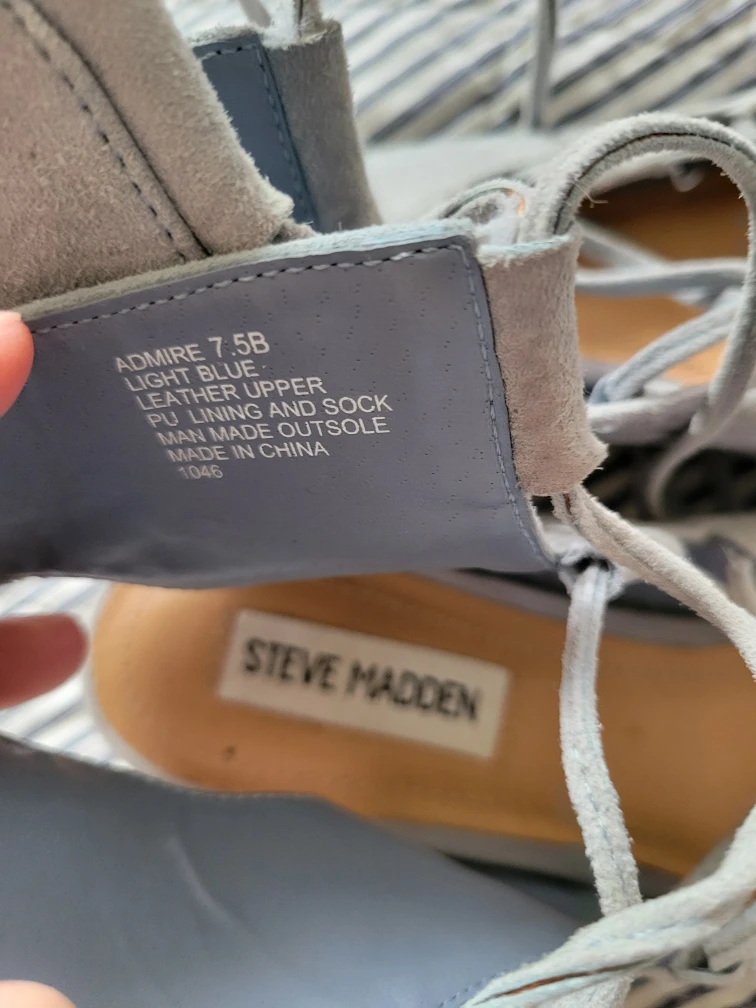 ADMIRE 7.5B
LIGHT BLUE
LEATHER UPPER
PU LINING AND SOCK
MAN MADE OUTSOLE
MADE IN CHINA
1046
STEVE MADDEN